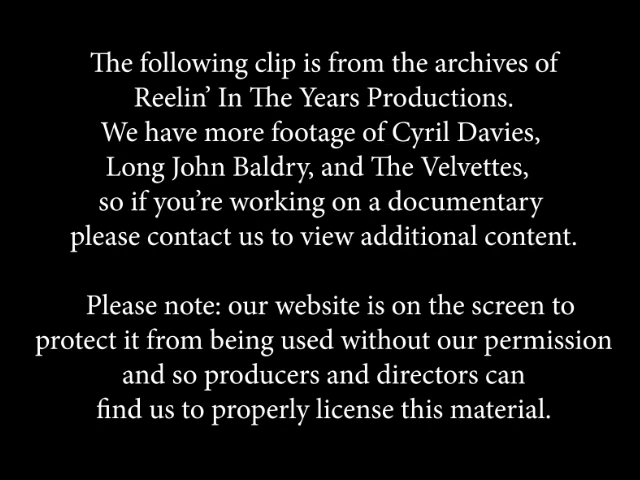 The following clip is from the archives of
Reelin’ In The Years Productions.
We have more footage of Cyril Davies,
Long John Baldry, and The Velvettes,
so if you’re working on a documentary
please contact us to view additional content.
Please note: our website is on the screen to
protect it from being used without our permission
and so producers and directors can
find us to properly license this material.